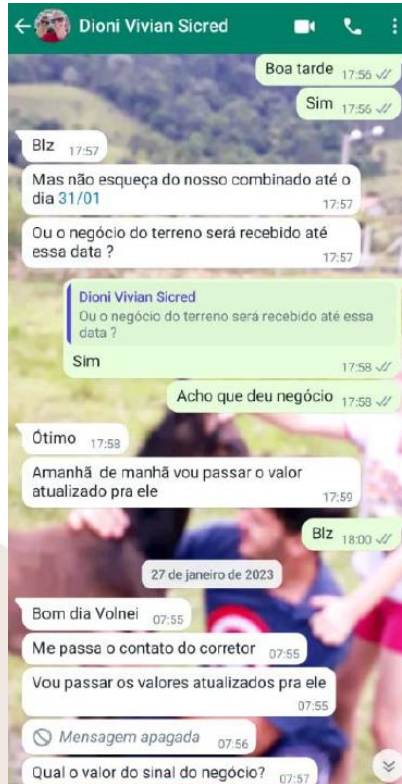 Dioni Vivian Sicred
Boa tarde 17:56
Sim 17:56
Blz 17:57
Mas não esqueça do nosso combinado até o
dia 31/01
17:57
Ou o negócio do terreno será recebido até
essa data ?
17:57
Dioni Vivian Sicred
Ou o negócio do terreno será recebido até essa
data ?
Sim
17:58
Acho que deu negócio 17:58
Ótimo 17:58
Amanhã de manhã vou passar o valor
atualizado pra ele
17:59
Blz 18:00
27 de janeiro de 2023
Bom dia Volnei 07:55
Me passa o contato do corretor 07:55
Vou passar os valores atualizados pra ele
07:55
Mensagem apagada 07:56
Qual o valor do sinal do negócio? 07:57